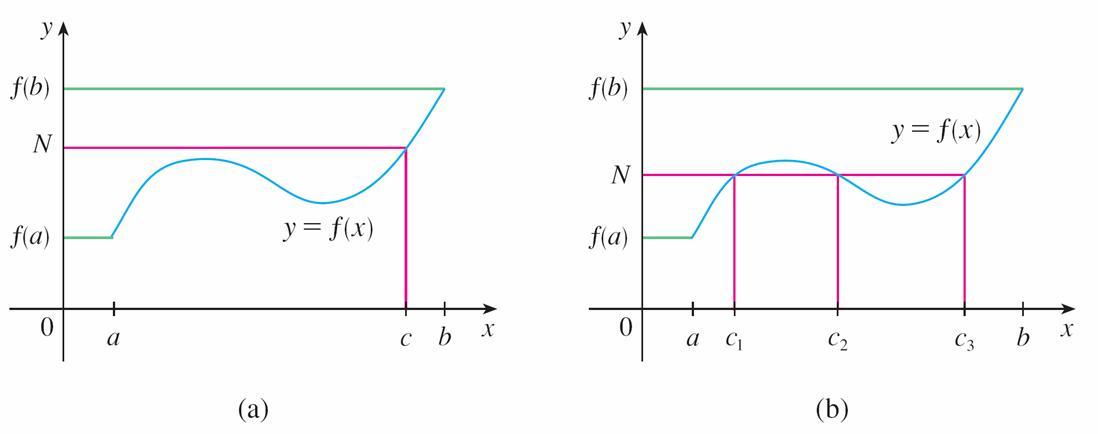 y
f(b)
N
y = f(x)
f(a)
0
a
c
b
x
(a)
y
f(b)
y = f(x)
N
f(a)
0
a
c₁
c₂
c₃
b
x
(b)